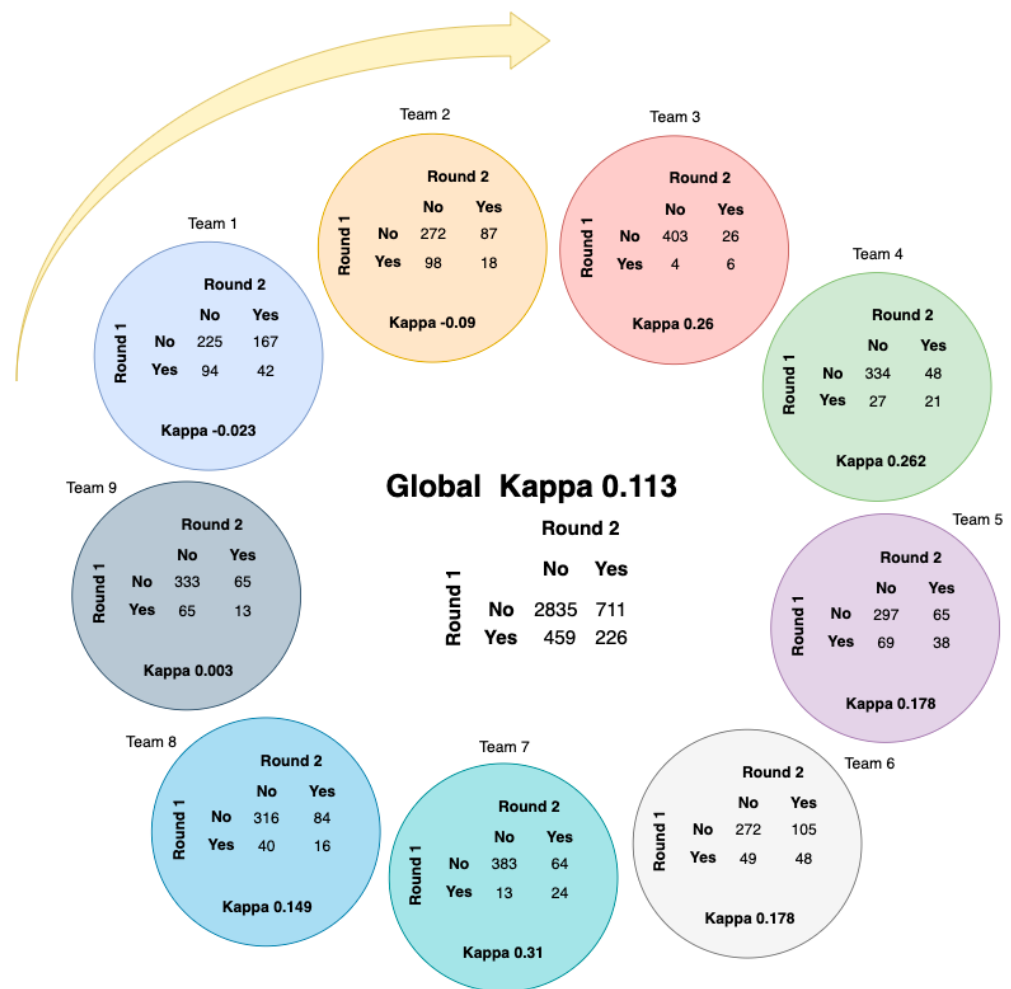 Team 1
Round 2
No Yes
Round 1
No 225 167
Yes 94 42
Kappa -0.023
Team 2
Round 2
No Yes
Round 1
No 272 87
Yes 98 18
Kappa -0.09
Team 3
Round 2
No Yes
Round 1
No 403 26
Yes 4 6
Kappa 0.26
Team 4
Round 2
No Yes
Round 1
No 334 48
Yes 27 21
Kappa 0.262
Team 5
Round 2
No Yes
Round 1
No 297 65
Yes 69 38
Kappa 0.178
Team 6
Round 2
No Yes
Round 1
No 272 105
Yes 49 48
Kappa 0.178
Team 7
Round 2
No Yes
Round 1
No 383 64
Yes 13 24
Kappa 0.31
Team 8
Round 2
No Yes
Round 1
No 316 84
Yes 40 16
Kappa 0.149
Team 9
Round 2
No Yes
Round 1
No 333 65
Yes 65 13
Kappa 0.003
Global Kappa 0.113
Round 2
No Yes
Round 1
No 2835 711
Yes 459 226